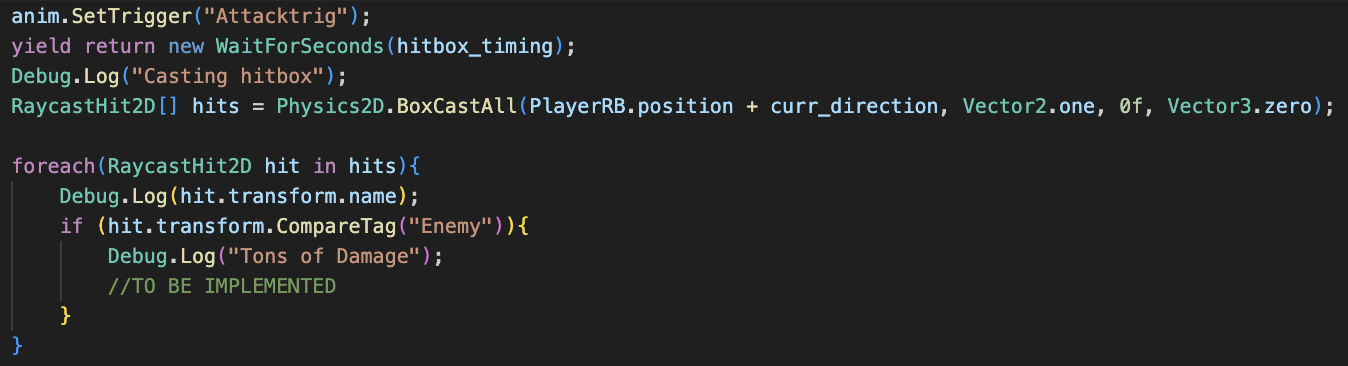 anim.SetTrigger("Attacktrig");
yield return new WaitForSeconds(hitbox_timing);
Debug.Log("Casting hitbox");
RaycastHit2D[] hits = Physics2D.BoxCastAll(PlayerRB.position + curr_direction, Vector2.one, 0f, Vector3.zero);

foreach(RaycastHit2D hit in hits){
    Debug.Log(hit.transform.name);
    if (hit.transform.CompareTag("Enemy")){
        Debug.Log("Tons of Damage");
        //TO BE IMPLEMENTED
    }
}